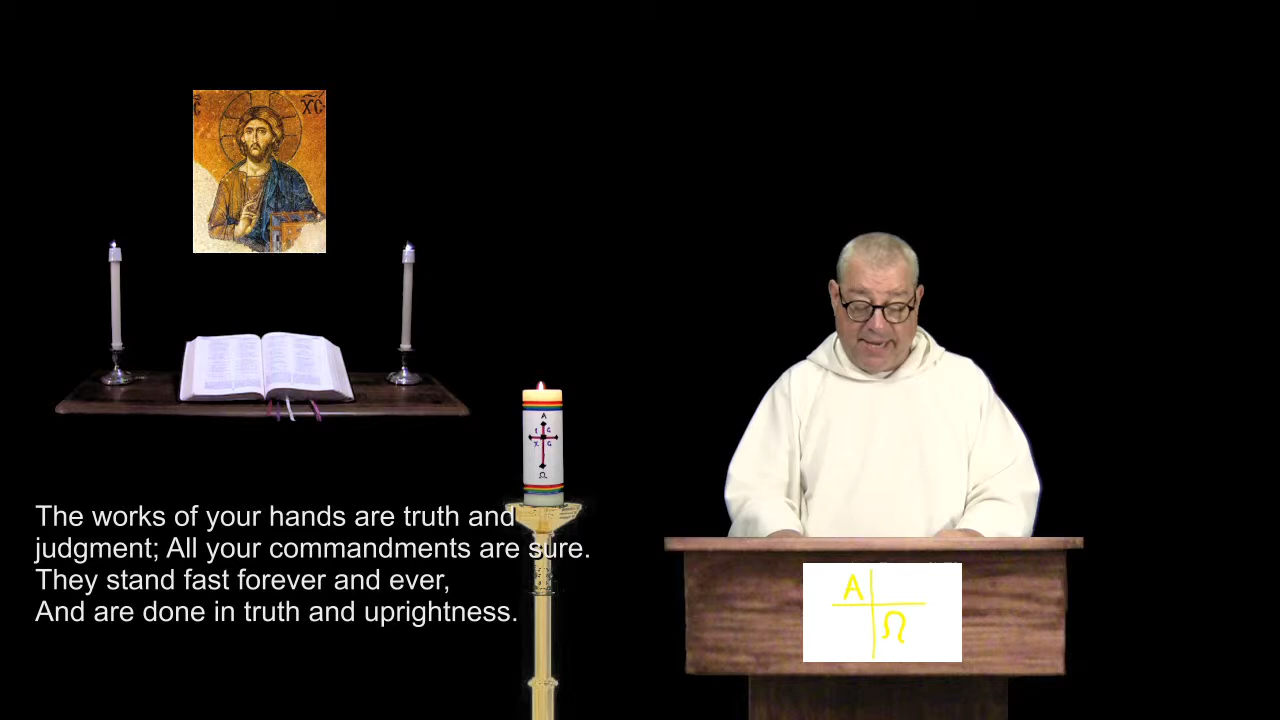 C XC
A
I C
X C
Ω
The works of your hands are truth and
judgment; All your commandments are sure.
They stand fast forever and ever,
And are done in truth and uprightness.
A
Ω